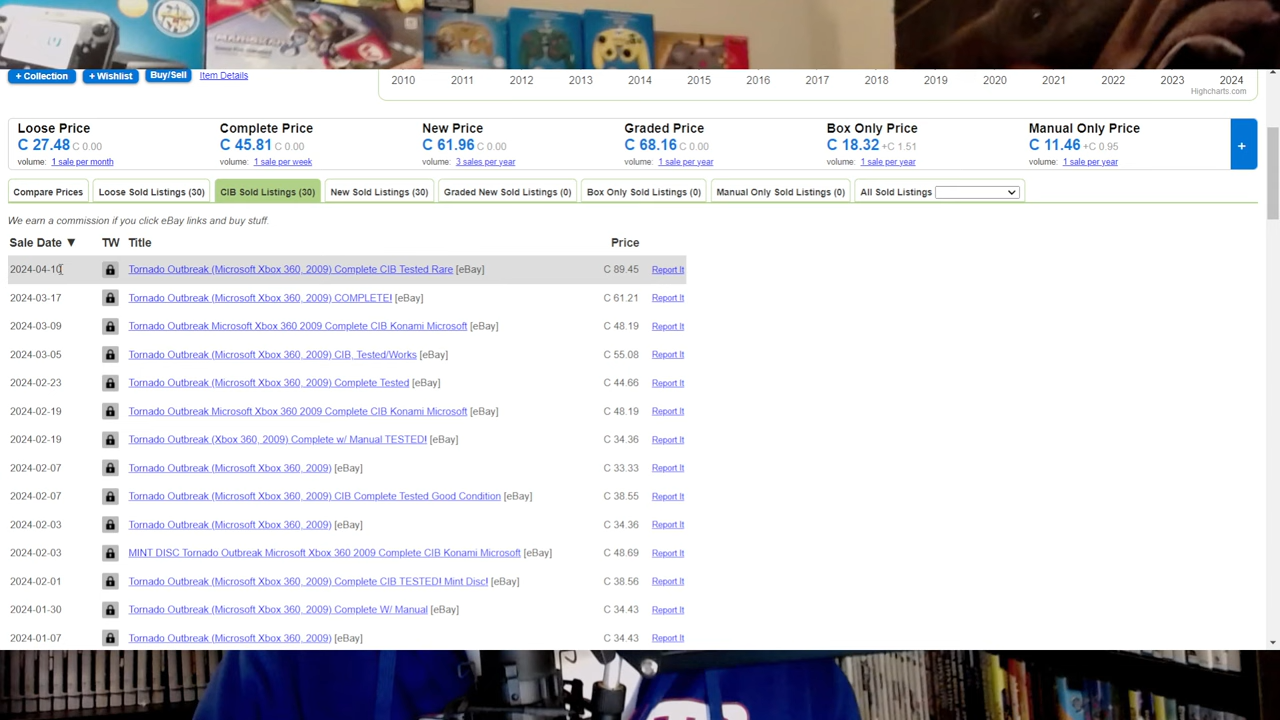 + Collection + Wishlist Buy/Sell Item Details
2010 2011 2012 2013 2014 2015 2016 2017 2018 2019 2020 2021 2022 2023 2024
Highcharts.com
Loose Price Complete Price New Price Graded Price Box Only Price Manual Only Price
C 27.48 C 0.00 C 45.81 C 0.00 C 61.96 C 0.00 C 68.16 C 0.00 C 18.32 +C 1.51 C 11.46 +C 0.95 +
volume: 1 sale per month volume: 1 sale per week volume: 3 sales per year volume: 1 sale per year volume: 1 sale per year volume: 1 sale per year
Compare Prices Loose Sold Listings (30) CIB Sold Listings (30) New Sold Listings (30) Graded New Sold Listings (0) Box Only Sold Listings (0) Manual Only Sold Listings (0) All Sold Listings
We earn a commission if you click eBay links and buy stuff.
Sale Date ▼ TW Title Price
2024-04-10 Tornado Outbreak (Microsoft Xbox 360, 2009) Complete CIB Tested Rare [eBay] C 89.45 Report It
2024-03-17 Tornado Outbreak (Microsoft Xbox 360, 2009) COMPLETE! [eBay] C 61.21 Report It
2024-03-09 Tornado Outbreak Microsoft Xbox 360 2009 Complete CIB Konami Microsoft [eBay] C 48.19 Report It
2024-03-05 Tornado Outbreak (Microsoft Xbox 360, 2009) CIB, Tested/Works [eBay] C 55.08 Report It
2024-02-23 Tornado Outbreak (Microsoft Xbox 360, 2009) Complete Tested [eBay] C 44.66 Report It
2024-02-19 Tornado Outbreak Microsoft Xbox 360 2009 Complete CIB Konami Microsoft [eBay] C 48.19 Report It
2024-02-19 Tornado Outbreak (Xbox 360, 2009) Complete w/ Manual TESTED! [eBay] C 34.36 Report It
2024-02-07 Tornado Outbreak (Microsoft Xbox 360, 2009) [eBay] C 33.33 Report It
2024-02-07 Tornado Outbreak (Microsoft Xbox 360, 2009) CIB Complete Tested Good Condition [eBay] C 38.55 Report It
2024-02-03 Tornado Outbreak (Microsoft Xbox 360, 2009) [eBay] C 34.36 Report It
2024-02-03 MINT DISC Tornado Outbreak Microsoft Xbox 360 2009 Complete CIB Konami Microsoft [eBay] C 48.69 Report It
2024-02-01 Tornado Outbreak (Microsoft Xbox 360, 2009) Complete CIB TESTED! Mint Disc! [eBay] C 38.56 Report It
2024-01-30 Tornado Outbreak (Microsoft Xbox 360, 2009) Complete W/ Manual [eBay] C 34.43 Report It
2024-01-07 Tornado Outbreak (Microsoft Xbox 360, 2009) [eBay] C 34.43 Report It